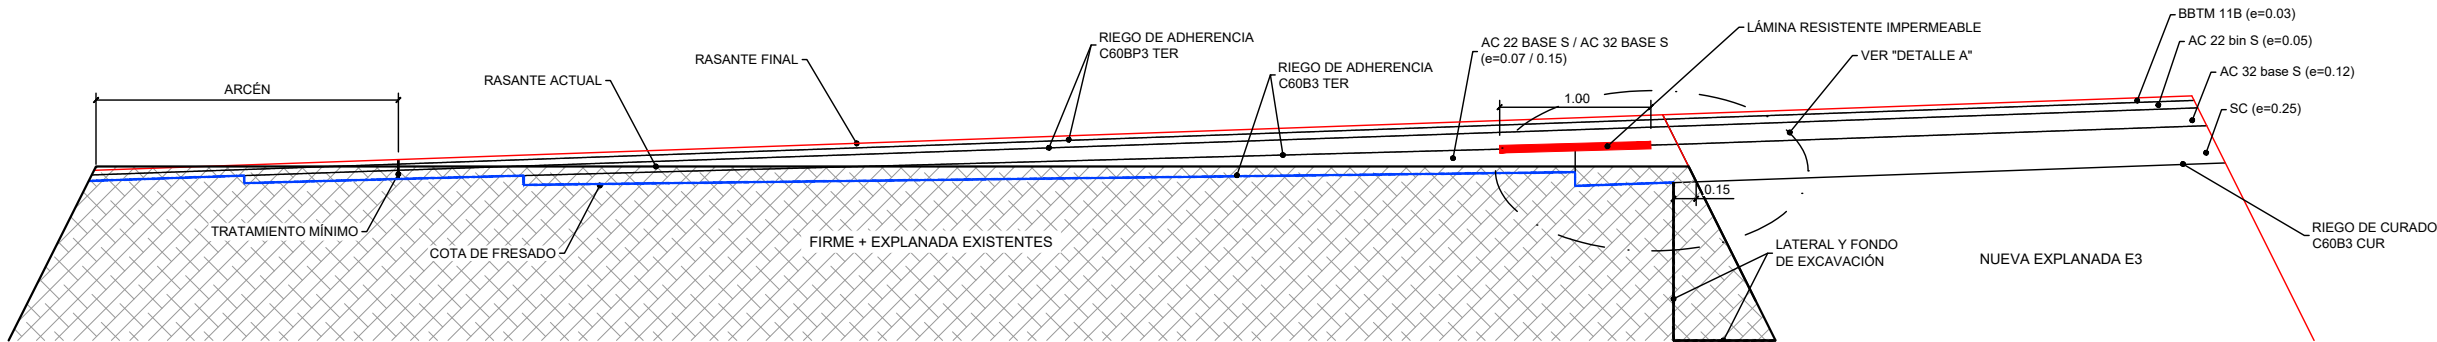 BBTM 11B (e=0.03)
LÁMINA RESISTENTE IMPERMEABLE
RIEGO DE ADHERENCIA
C60BP3 TER
AC 22 BASE S / AC 32 BASE S
(e=0.07 / 0.15)
AC 22 bin S (e=0.05)
VER "DETALLE A"
RASANTE FINAL
RIEGO DE ADHERENCIA
C60B3 TER
AC 32 base S (e=0.12)
RASANTE ACTUAL
ARCÉN
1.00
SC (e=0.25)
0.15
TRATAMIENTO MÍNIMO
COTA DE FRESADO
FIRME + EXPLANADA EXISTENTES
LATERAL Y FONDO
DE EXCAVACIÓN
NUEVA EXPLANADA E3
RIEGO DE CURADO
C60B3 CUR